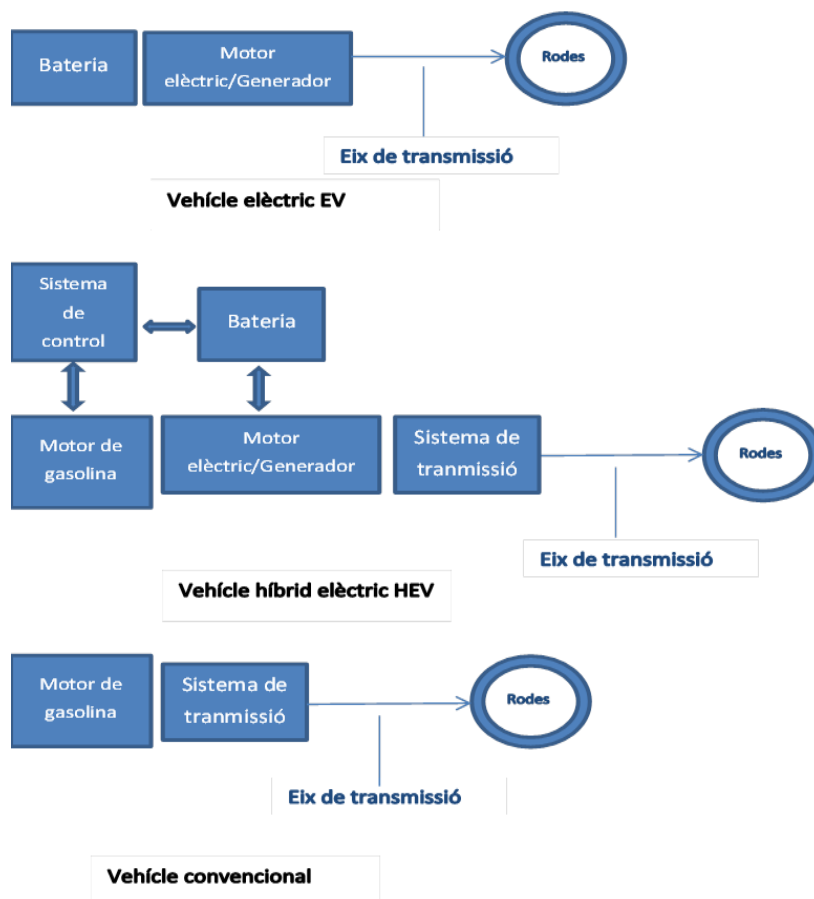 Bateria
Motor
elèctric/Generador
Rodes
Eix de transmissió
Vehícle elèctric EV
Sistema
de
control
Bateria
Motor de
gasolina
Motor
elèctric/Generador
Sistema de
tranmissió
Rodes
Eix de transmissió
Vehícle híbrid elèctric HEV
Motor de
gasolina
Sistema de
tranmissió
Rodes
Eix de transmissió
Vehícle convencional